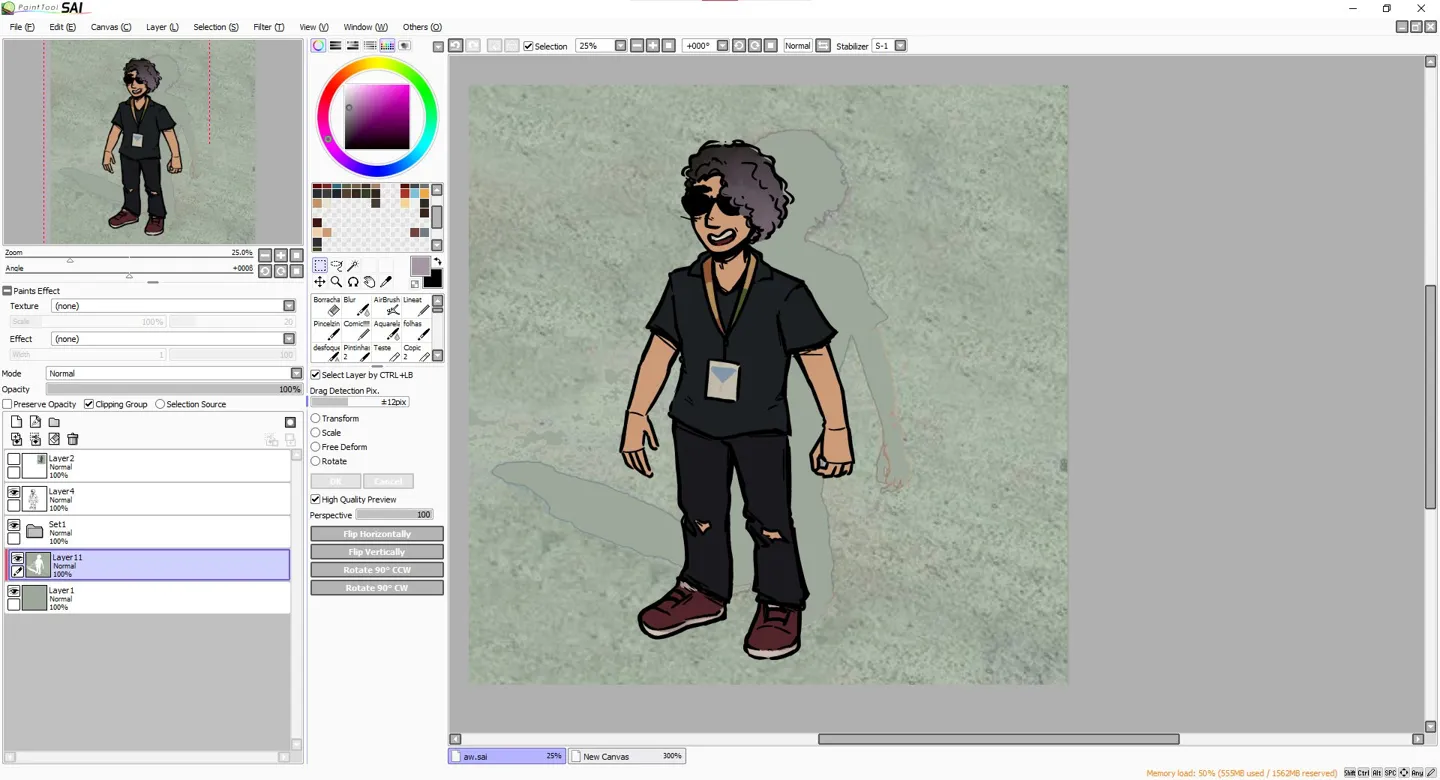 PaintTool SAI
File (F) Edit (E) Canvas (C) Layer (L) Selection (S) Filter (T) View (V) Window (W) Others (O)
Selection 25% +000° Normal Stabilizer S-1
Zoom 25.0%
Angle +000θ
Paints Effect
Texture (none)
Scale 100% 20
Effect (none)
Width 1 100
Mode Normal
Opacity 100%
Preserve Opacity Clipping Group Selection Source
Layer2
Normal
100%
Layer4
Normal
100%
Set1
Normal
100%
Layer11
Normal
100%
Layer1
Normal
100%
Borracha Blur AirBrush Lineat
Pincelzin Comic!!!! Aquarela folhas
desfoque Pintinhas 2 Teste Copic 2
Select Layer by CTRL+LB
Drag Detection Pix.
±12pix
Transform
Scale
Free Deform
Rotate
OK Cancel
High Quality Preview
Perspective 100
Flip Horizontally
Flip Vertically
Rotate 90° CCW
Rotate 90° CW
aw.sai 25% New Canvas 300%
Memory load: 50% (555MB used / 1562MB reserved) Shft Ctrl Alt SPC Any